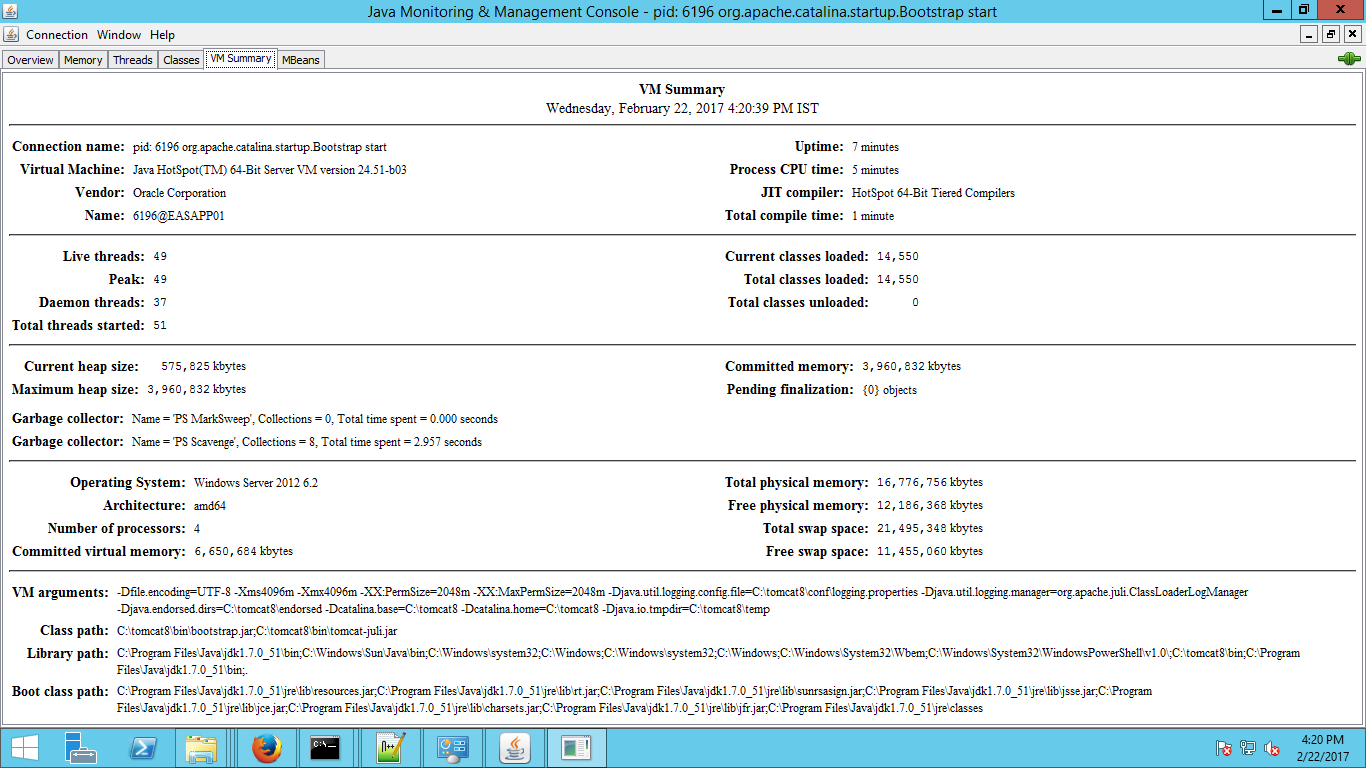 Java Monitoring & Management Console - pid: 6196 org.apache.catalina.startup.Bootstrap start
Connection Window Help
Overview Memory Threads Classes VM Summary MBeans
VM Summary
Wednesday, February 22, 2017 4:20:39 PM IST
Connection name: pid: 6196 org.apache.catalina.startup.Bootstrap start
Virtual Machine: Java HotSpot(TM) 64-Bit Server VM version 24.51-b03
Vendor: Oracle Corporation
Name: 6196@EASAPP01
Uptime: 7 minutes
Process CPU time: 5 minutes
JIT compiler: HotSpot 64-Bit Tiered Compilers
Total compile time: 1 minute
Live threads: 49
Peak: 49
Daemon threads: 37
Total threads started: 51
Current classes loaded: 14,550
Total classes loaded: 14,550
Total classes unloaded: 0
Current heap size: 575,825 kbytes
Maximum heap size: 3,960,832 kbytes
Committed memory: 3,960,832 kbytes
Pending finalization: {0} objects
Garbage collector: Name = 'PS MarkSweep', Collections = 0, Total time spent = 0.000 seconds
Garbage collector: Name = 'PS Scavenge', Collections = 8, Total time spent = 2.957 seconds
Operating System: Windows Server 2012 6.2
Architecture: amd64
Number of processors: 4
Committed virtual memory: 6,650,684 kbytes
Total physical memory: 16,776,756 kbytes
Free physical memory: 12,186,368 kbytes
Total swap space: 21,495,348 kbytes
Free swap space: 11,455,060 kbytes
VM arguments: -Dfile.encoding=UTF-8 -Xms4096m -Xmx4096m -XX:PermSize=2048m -XX:MaxPermSize=2048m -Djava.util.logging.config.file=C:\tomcat8\conf\logging.properties -Djava.util.logging.manager=org.apache.juli.ClassLoaderLogManager
-Djava.endorsed.dirs=C:\tomcat8\endorsed -Dcatalina.base=C:\tomcat8 -Dcatalina.home=C:\tomcat8 -Djava.io.tmpdir=C:\tomcat8\temp
Class path: C:\tomcat8\bin\bootstrap.jar;C:\tomcat8\bin\tomcat-juli.jar
Library path: C:\Program Files\Java\jdk1.7.0_51\bin;C:\Windows\Sun\Java\bin;C:\Windows\system32;C:\Windows;C:\Windows\system32;C:\Windows;C:\Windows\System32\Wbem;C:\Windows\System32\WindowsPowerShell\v1.0\;C:\tomcat8\bin;C:\Program
Files\Java\jdk1.7.0_51\bin;.
Boot class path: C:\Program Files\Java\jdk1.7.0_51\jre\lib\resources.jar;C:\Program Files\Java\jdk1.7.0_51\jre\lib\rt.jar;C:\Program Files\Java\jdk1.7.0_51\jre\lib\sunrsasign.jar;C:\Program Files\Java\jdk1.7.0_51\jre\lib\jsse.jar;C:\Program
Files\Java\jdk1.7.0_51\jre\lib\jce.jar;C:\Program Files\Java\jdk1.7.0_51\jre\lib\charsets.jar;C:\Program Files\Java\jdk1.7.0_51\jre\lib\jfr.jar;C:\Program Files\Java\jdk1.7.0_51\jre\classes
4:20 PM
2/22/2017